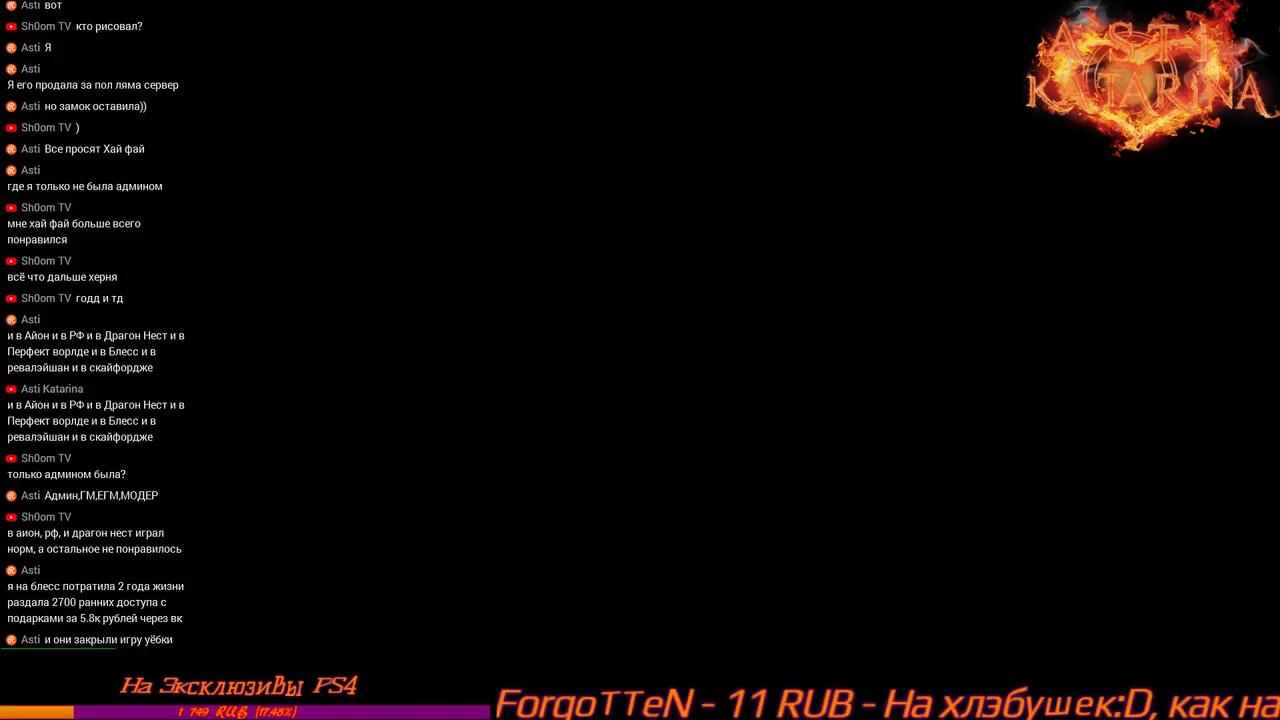 Asti вот
Sh0om TV кто рисовал?
Asti Я
Asti
Я его продала за пол ляма сервер
Asti но замок оставила))
Sh0om TV )
Asti Все просят Хай фай
Asti
где я только не была админом
Sh0om TV
мне хай фай больше всего
понравился
Sh0om TV
всё что дальше херня
Sh0om TV годд и тд
Asti
и в Айон и в РФ и в Драгон Нест и в
Перфект ворлде и в Блесс и в
ревалэйшан и в скайфордже
Asti Katarina
и в Айон и в РФ и в Драгон Нест и в
Перфект ворлде и в Блесс и в
ревалэйшан и в скайфордже
Sh0om TV
только админом была?
Asti Админ,ГМ,ЕГМ,МОДЕР
Sh0om TV
в аион, рф, и драгон нест играл
норм, а остальное не понравилось
Asti
я на блесс потратила 2 года жизни
раздала 2700 ранних доступа с
подарками за 5.8к рублей через вк
Asti и они закрыли игру уёбки
ASTI
KATARINA
На Эксклюзивы PS4
1 749 RUB (17.48%)
ForgoTTeN - 11 RUB - На хлэбушек:D, как на